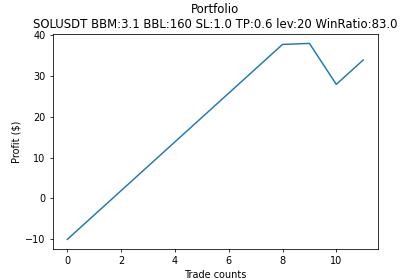 Portfolio
SOLUSDT BBM:3.1 BBL:160 SL:1.0 TP:0.6 lev:20 WinRatio:83.0
40
30
20
10
0
−10
Profit ($)
0 2 4 6 8 10
Trade counts